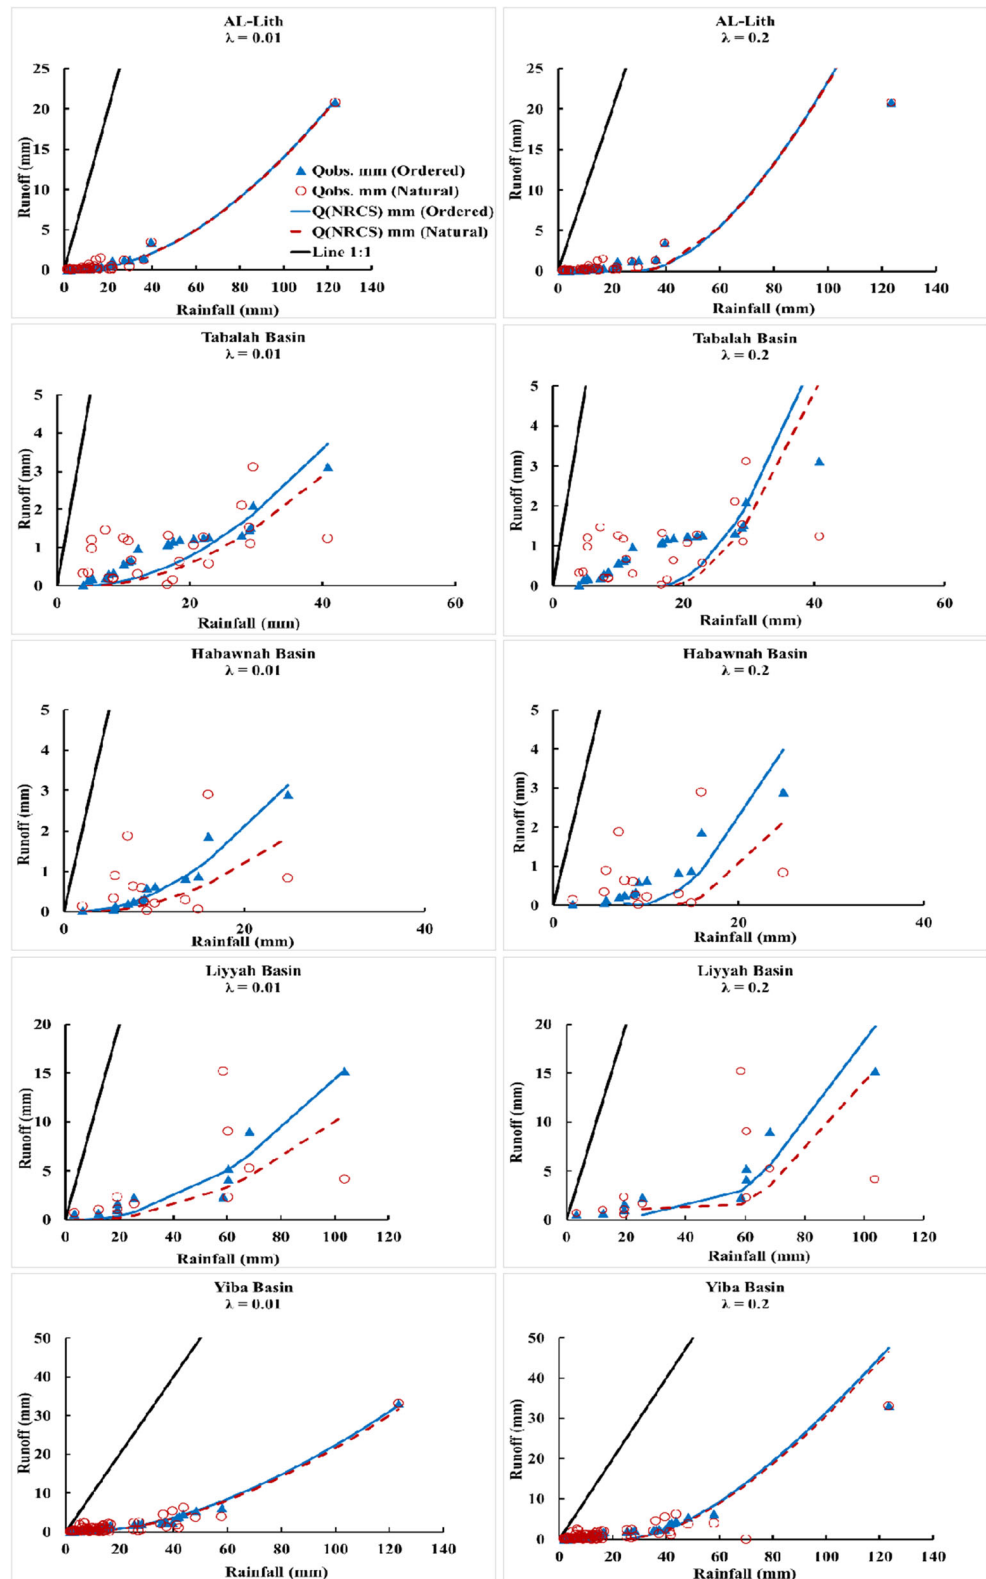 AL-Lith
λ = 0.01
25
20
15
10
5
0
0 20 40 60 80 100 120 140
Runoff (mm)
Rainfall (mm)
Qobs. mm (Ordered)
Qobs. mm (Natural)
Q(NRCS) mm (Ordered)
Q(NRCS) mm (Natural)
Line 1:1
AL-Lith
λ = 0.2
25
20
15
10
5
0
0 20 40 60 80 100 120 140
Runoff (mm)
Rainfall (mm)
Tabalah Basin
λ = 0.01
5
4
3
2
1
0
0 20 40 60
Runoff (mm)
Rainfall (mm)
Tabalah Basin
λ = 0.2
5
4
3
2
1
0
0 20 40 60
Runoff (mm)
Rainfall (mm)
Habawnah Basin
λ = 0.01
5
4
3
2
1
0
0 20 40
Runoff (mm)
Rainfall (mm)
Habawnah Basin
λ = 0.2
5
4
3
2
1
0
0 20 40
Runoff (mm)
Rainfall (mm)
Liyyah Basin
λ = 0.01
20
15
10
5
0
0 20 40 60 80 100 120
Runoff (mm)
Rainfall (mm)
Liyyah Basin
λ = 0.2
20
15
10
5
0
0 20 40 60 80 100 120
Runoff (mm)
Rainfall (mm)
Yiba Basin
λ = 0.01
50
40
30
20
10
0
0 20 40 60 80 100 120 140 160
Runoff (mm)
Rainfall (mm)
Yiba Basin
λ = 0.2
50
40
30
20
10
0
0 20 40 60 80 100 120 140 160
Runoff (mm)
Rainfall (mm)